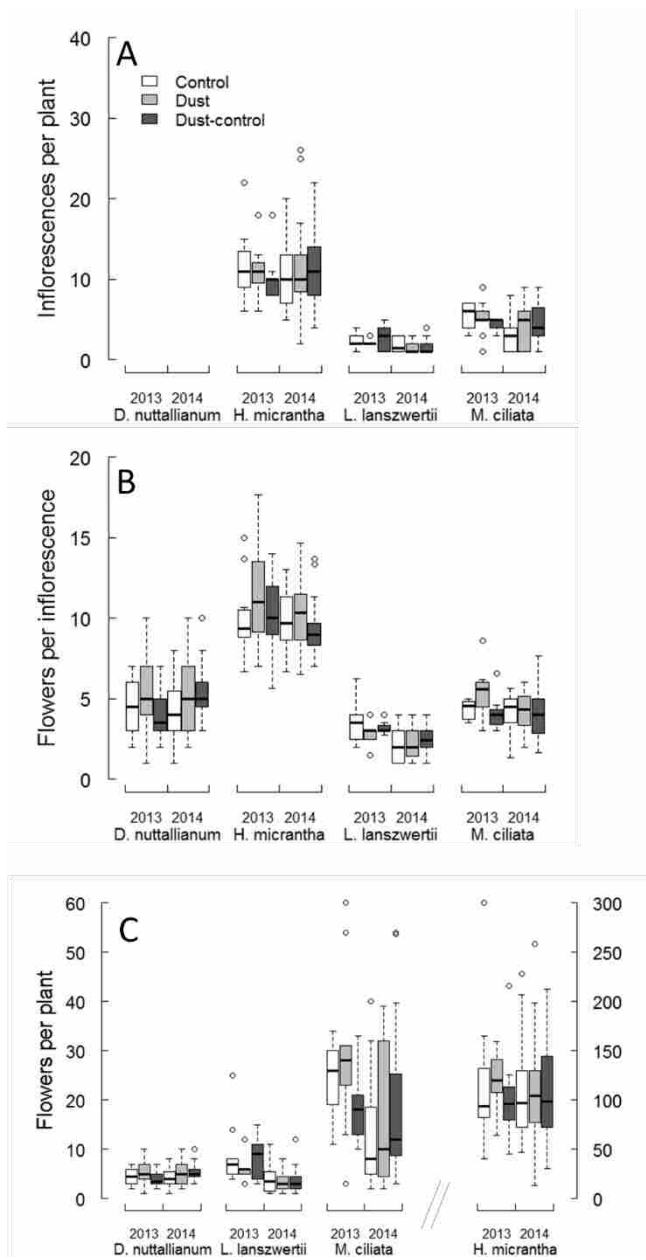 A
40
30
20
10
0
Inflorescences per plant
Control
Dust
Dust-control
2013 2014 2013 2014 2013 2014 2013 2014
D. nuttallianum H. micrantha L. lanszwertii M. ciliata
B
20
15
10
5
0
Flowers per inflorescence
2013 2014 2013 2014 2013 2014 2013 2014
D. nuttallianum H. micrantha L. lanszwertii M. ciliata
C
60
50
40
30
20
10
0
Flowers per plant
300
250
200
150
100
50
0
2013 2014 2013 2014 2013 2014 2013 2014
D. nuttallianum L. lanszwertii M. ciliata H. micrantha